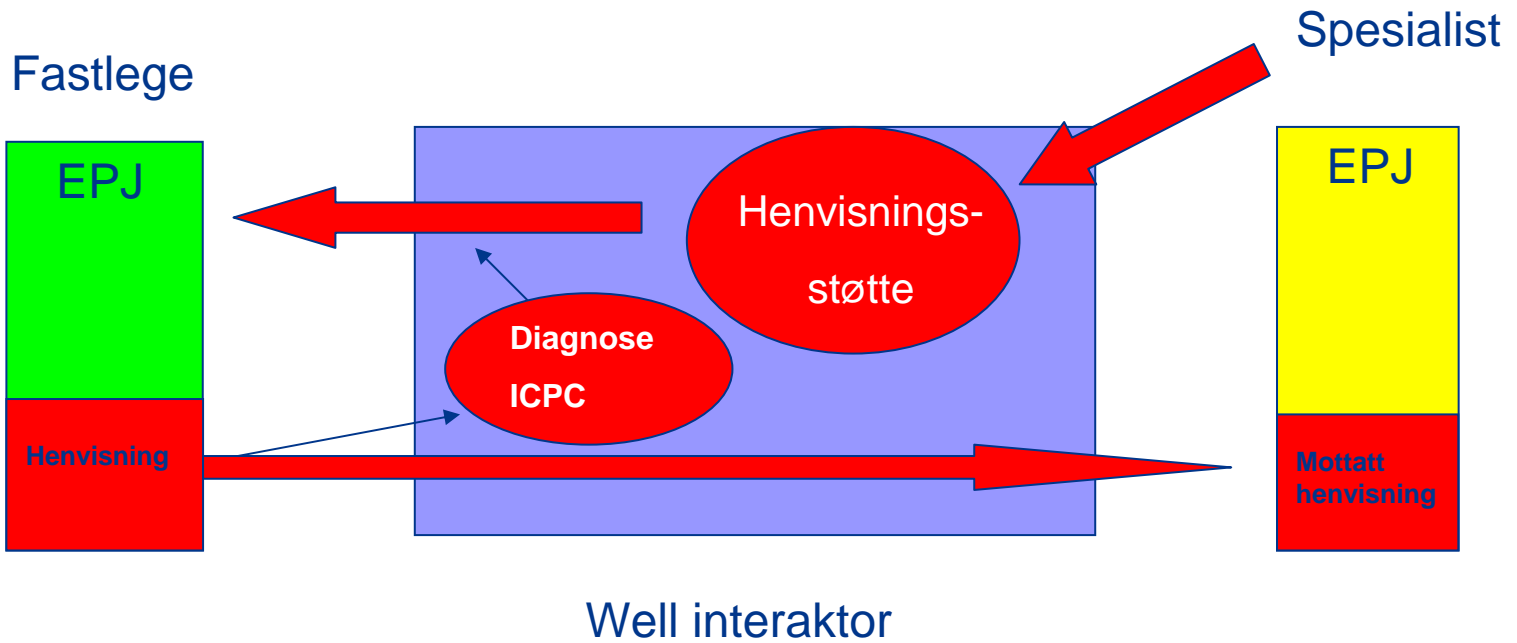 Spesialist
Fastlege
EPJ
EPJ
Henvisnings-
støtte
Diagnose
ICPC
Henvisning
Mottatt
henvisning
Well interaktor